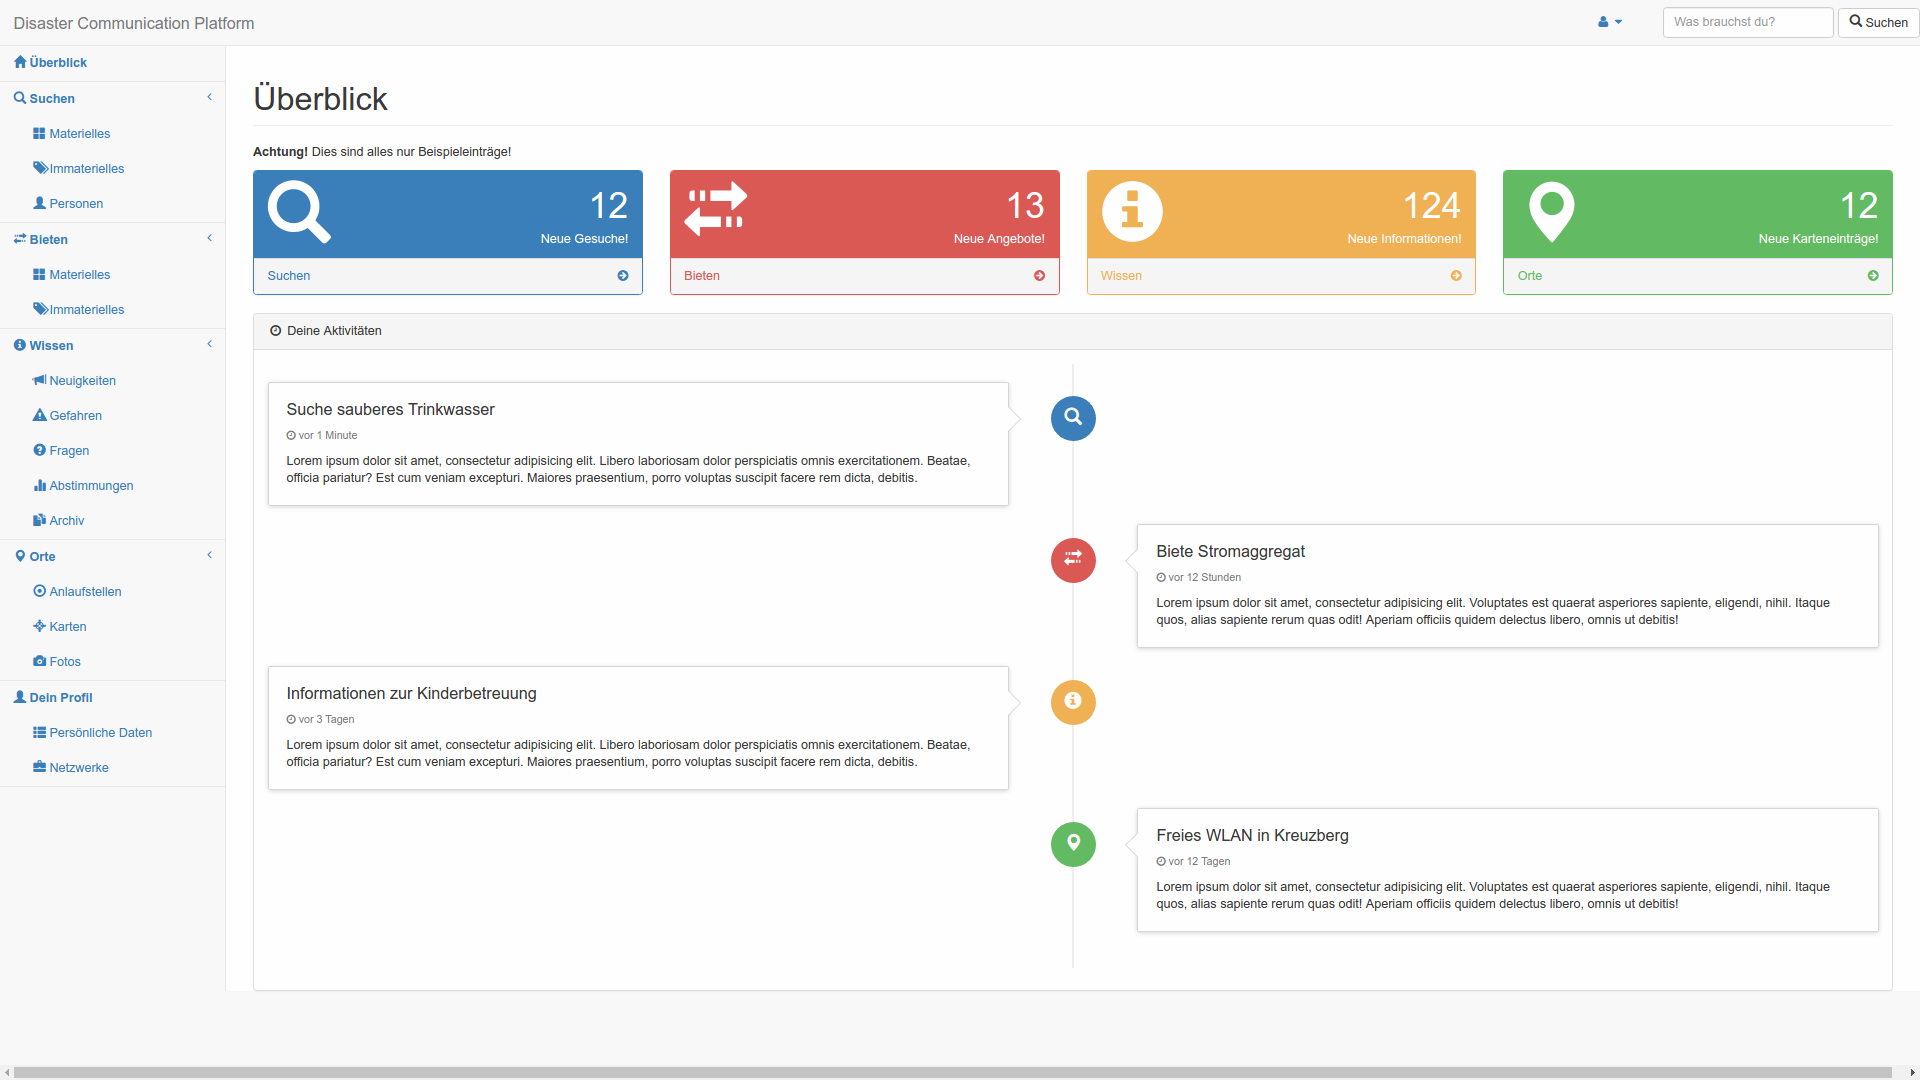 Disaster Communication Platform
Was brauchst du?
Suchen
Überblick
Suchen
Materielles
Immaterielles
Personen
Bieten
Materielles
Immaterielles
Wissen
Neuigkeiten
Gefahren
Fragen
Abstimmungen
Archiv
Orte
Anlaufstellen
Karten
Fotos
Dein Profil
Persönliche Daten
Netzwerke
Überblick
Achtung! Dies sind alles nur Beispieleinträge!
12
Neue Gesuche!
Suchen
13
Neue Angebote!
Bieten
124
Neue Informationen!
Wissen
12
Neue Karteneinträge!
Orte
Deine Aktivitäten
Suche sauberes Trinkwasser
vor 1 Minute
Lorem ipsum dolor sit amet, consectetur adipisicing elit. Libero laboriosam dolor perspiciatis omnis exercitationem. Beatae,
officia pariatur? Est cum veniam excepturi. Maiores praesentium, porro voluptas suscipit facere rem dicta, debitis.
Biete Stromaggregat
vor 12 Stunden
Lorem ipsum dolor sit amet, consectetur adipisicing elit. Voluptates est quaerat asperiores sapiente, eligendi, nihil. Itaque
quos, alias sapiente rerum quas odit! Aperiam officiis quidem delectus libero, omnis ut debitis!
Informationen zur Kinderbetreuung
vor 3 Tagen
Lorem ipsum dolor sit amet, consectetur adipisicing elit. Libero laboriosam dolor perspiciatis omnis exercitationem. Beatae,
officia pariatur? Est cum veniam excepturi. Maiores praesentium, porro voluptas suscipit facere rem dicta, debitis.
Freies WLAN in Kreuzberg
vor 12 Tagen
Lorem ipsum dolor sit amet, consectetur adipisicing elit. Voluptates est quaerat asperiores sapiente, eligendi, nihil. Itaque
quos, alias sapiente rerum quas odit! Aperiam officiis quidem delectus libero, omnis ut debitis!